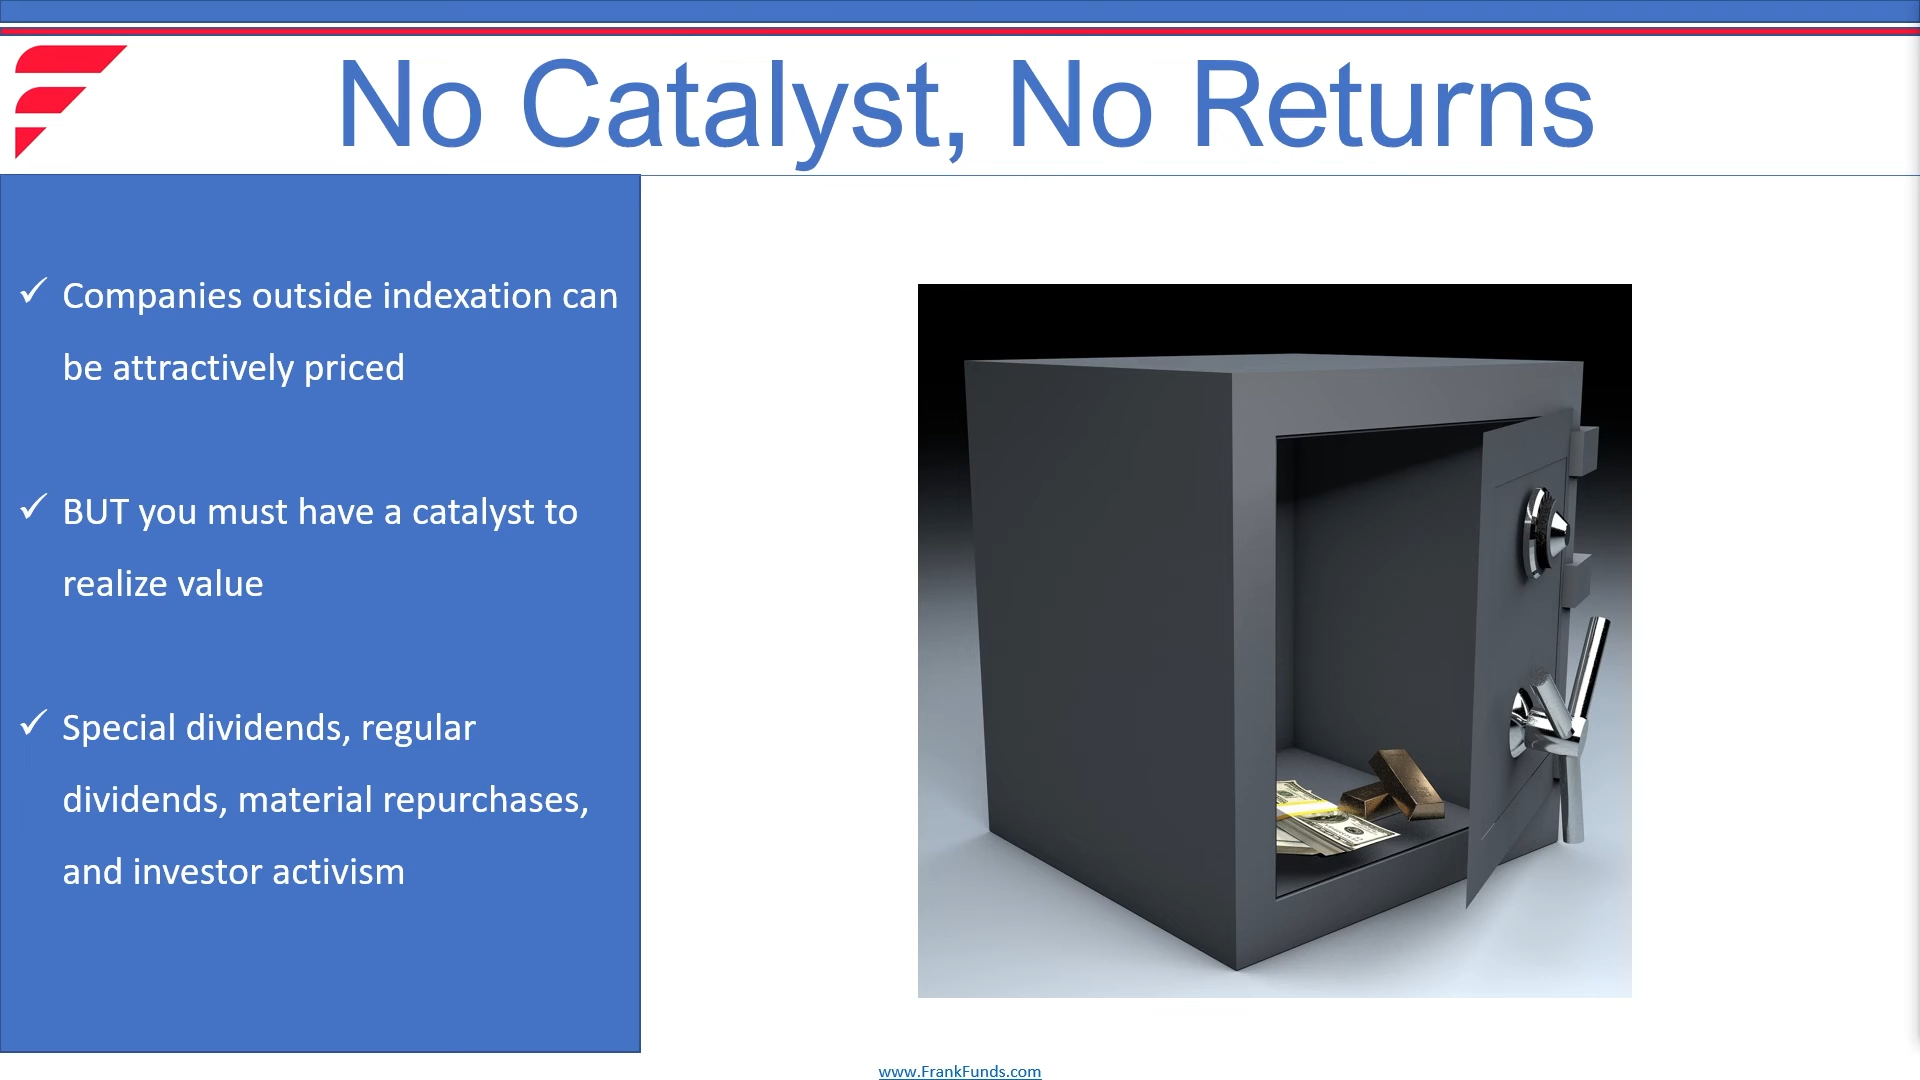 No Catalyst, No Returns
✓ Companies outside indexation can
be attractively priced
✓ BUT you must have a catalyst to
realize value
✓ Special dividends, regular
dividends, material repurchases,
and investor activism
www.FrankFunds.com